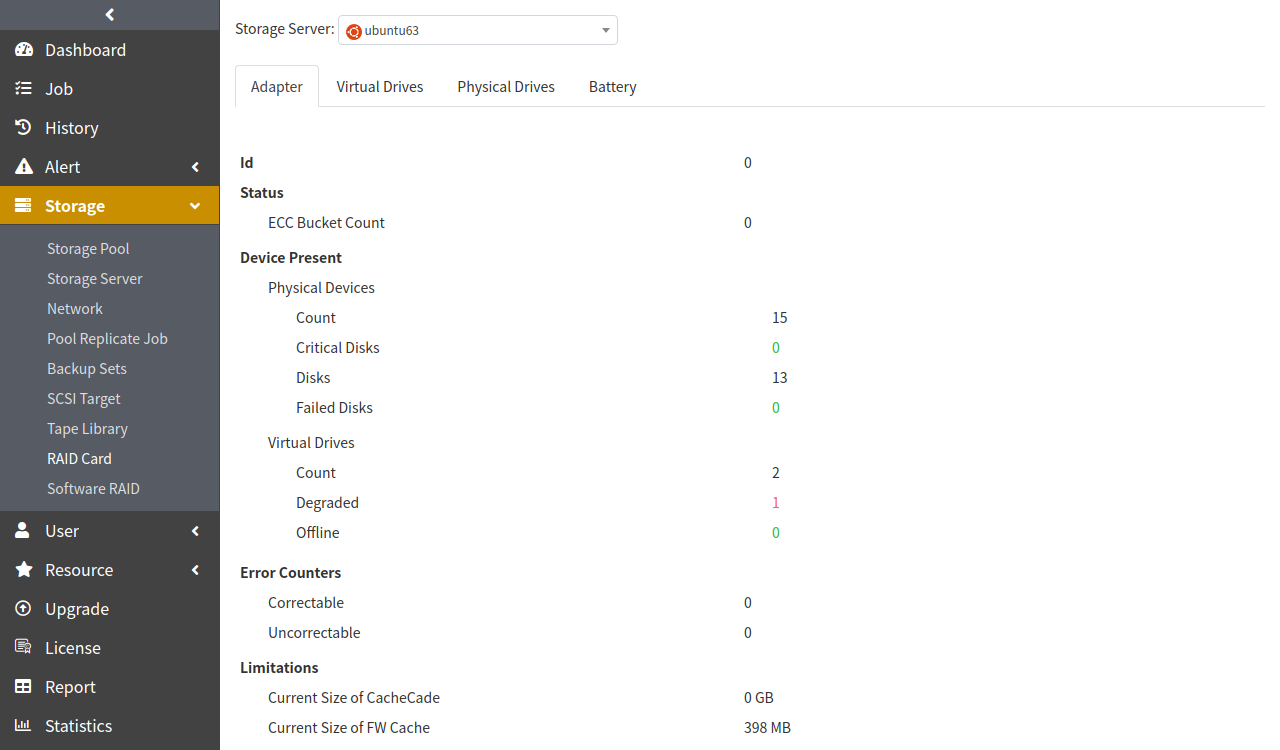 Dashboard
Job
History
Alert
Storage
Storage Pool
Storage Server
Network
Pool Replicate Job
Backup Sets
SCSI Target
Tape Library
RAID Card
Software RAID
User
Resource
Upgrade
License
Report
Statistics
Storage Server: ubuntu63
Adapter Virtual Drives Physical Drives Battery
Id 0
Status
ECC Bucket Count 0
Device Present
Physical Devices
Count 15
Critical Disks 0
Disks 13
Failed Disks 0
Virtual Drives
Count 2
Degraded 1
Offline 0
Error Counters
Correctable 0
Uncorrectable 0
Limitations
Current Size of CacheCade 0 GB
Current Size of FW Cache 398 MB